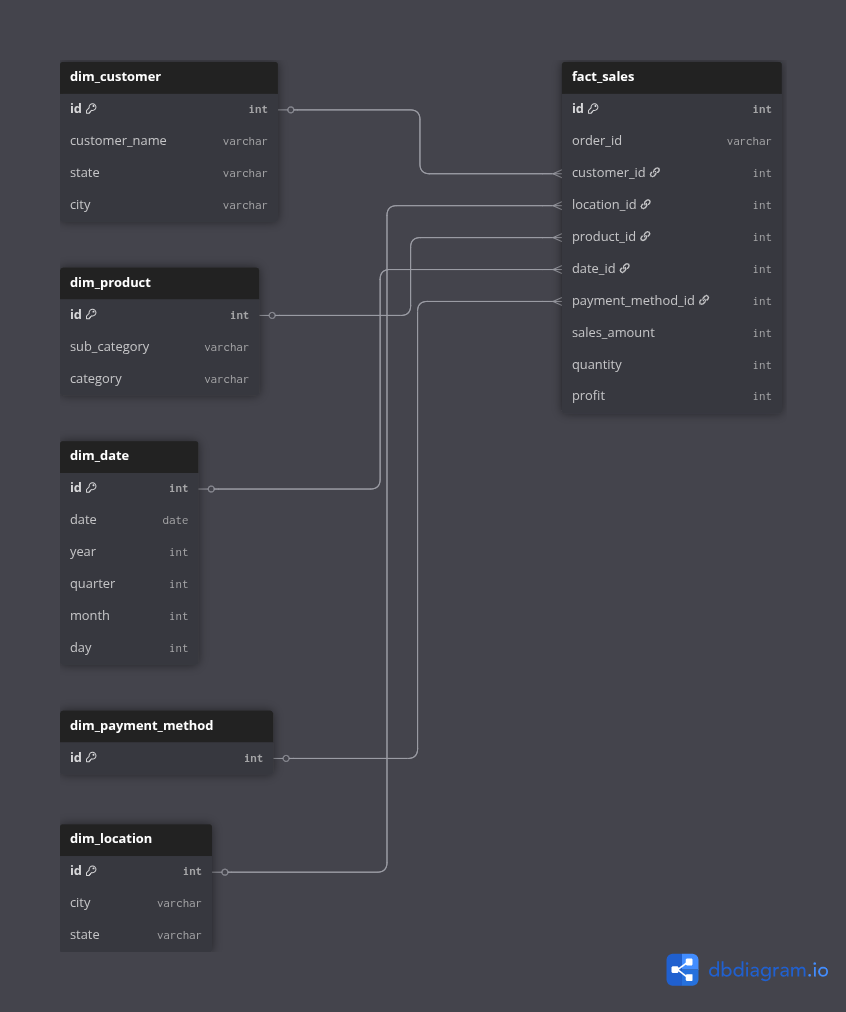 dim_customer
id int
customer_name varchar
state varchar
city varchar
dim_product
id int
sub_category varchar
category varchar
dim_date
id int
date date
year int
quarter int
month int
day int
dim_payment_method
id int
dim_location
id int
city varchar
state varchar
fact_sales
id int
order_id varchar
customer_id int
location_id int
product_id int
date_id int
payment_method_id int
sales_amount int
quantity int
profit int
dbdiagram.io